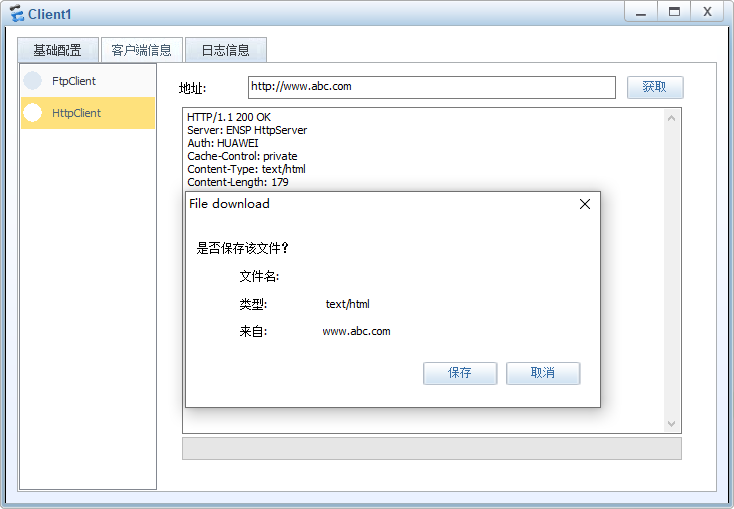 Client1
基础配置 客户端信息 日志信息
FtpClient
HttpClient
地址: http://www.abc.com 获取
HTTP/1.1 200 OK
Server: ENSP HttpServer
Auth: HUAWEI
Cache-Control: private
Content-Type: text/html
Content-Length: 179
File download
是否保存该文件?
文件名:
类型: text/html
来自: www.abc.com
保存 取消